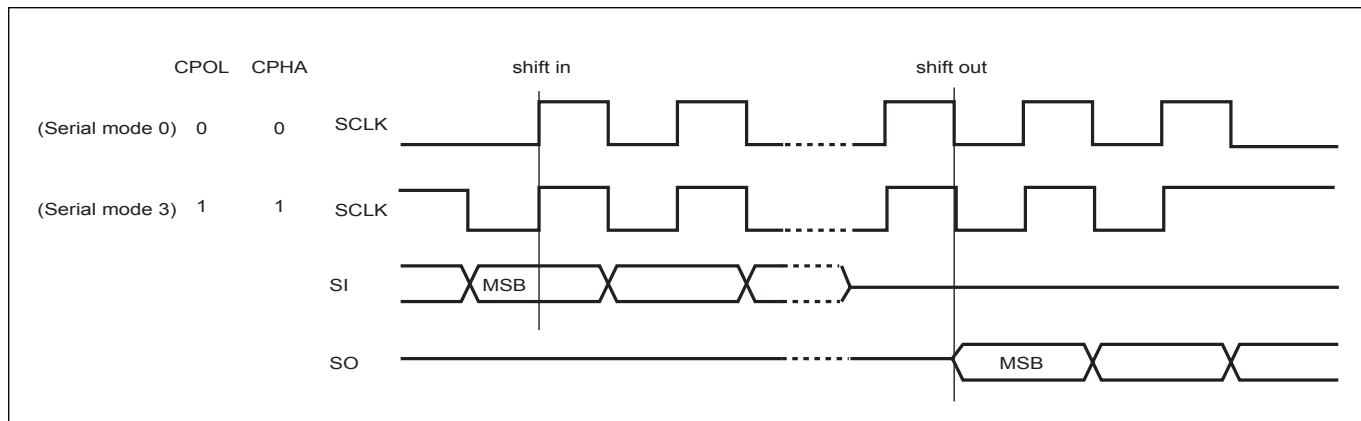 CPOL CPHA shift in shift out
(Serial mode 0) 0 0 SCLK
(Serial mode 3) 1 1 SCLK
SI MSB
SO MSB